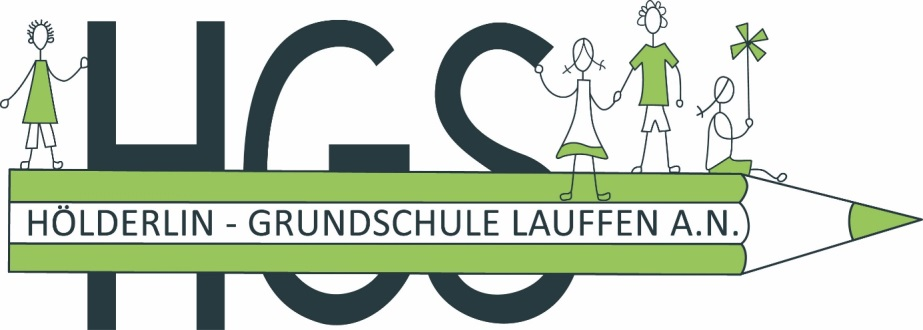 HGS
HÖLDERLIN - GRUNDSCHULE LAUFFEN A.N.